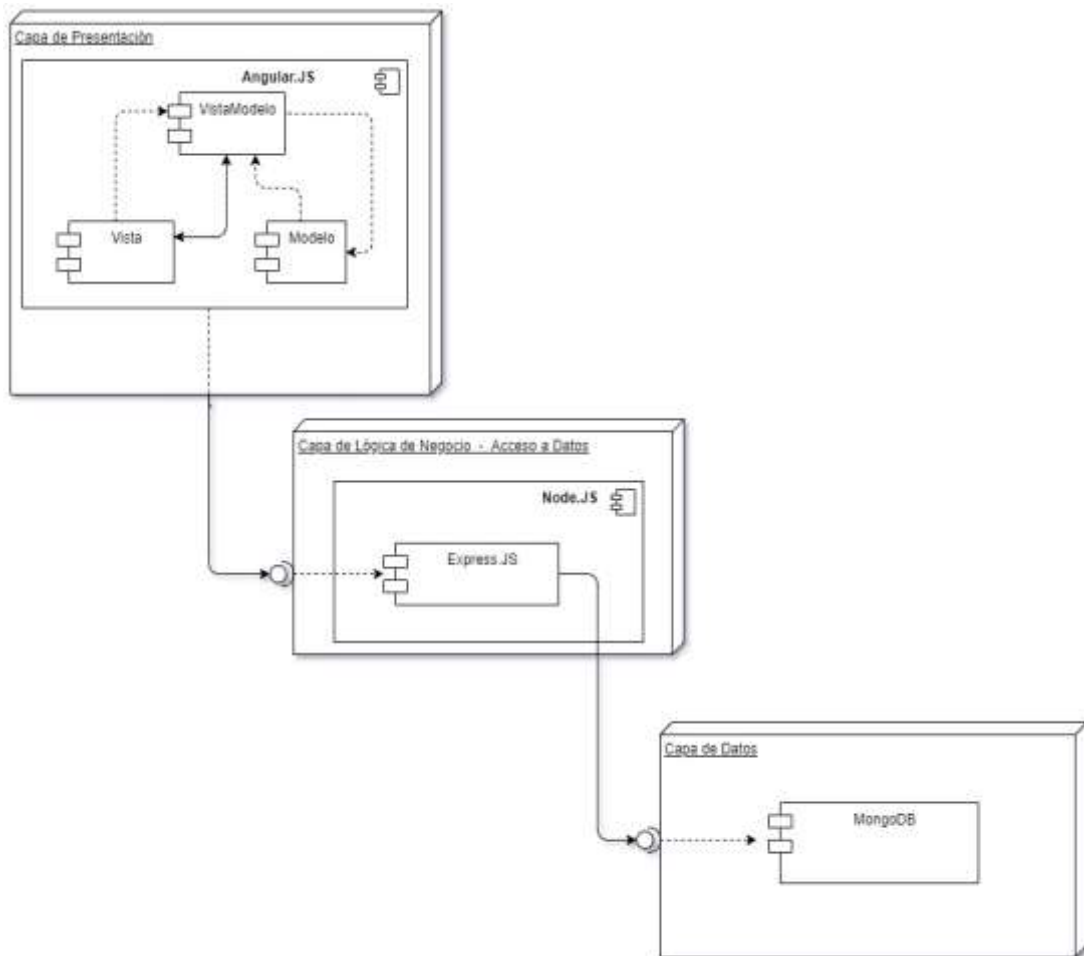 Capa de Presentación
Angular.JS
VistaModelo
Vista
Modelo
Capa de Lógica de Negocio - Acceso a Datos
Node.JS
Express.JS
Capa de Datos
MongoDB